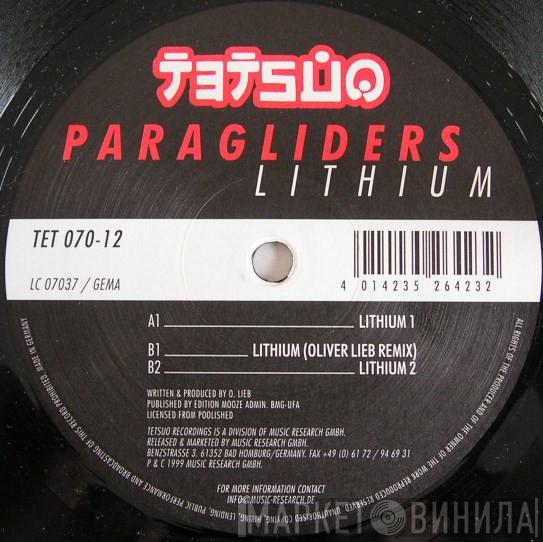 TETSUO
PARAGLIDERS
LITHIUM
TET 070-12
LC 07037 / GEMA
4 014235 264232
A1 LITHIUM 1
B1 LITHIUM (OLIVER LIEB REMIX)
B2 LITHIUM 2
WRITTEN & PRODUCED BY O. LIEB
PUBLISHED BY EDITION MOOZE ADMIN. BMG-UFA
LICENSED FROM POOLISHED
TETSUO RECORDINGS IS A DIVISION OF MUSIC RESEARCH GMBH.
RELEASED & MARKETED BY MUSIC RESEARCH GMBH.
BENZSTRASSE 3. 61352 BAD HOMBURG/GERMANY. FAX +49 (0) 61 72 / 94 69 31
P & C 1999 MUSIC RESEARCH GMBH.
FOR MORE INFORMATION CONTACT
INFO@MUSIC-RESEARCH.DE
ALL RIGHTS OF THE PRODUCER AND OF THE OWNER OF THE WORK REPRODUCED RESERVED. UNAUTHORISED COPYING, HIRING, LENDING, PUBLIC PERFORMANCE AND BROADCASTING OF THIS RECORD PROHIBITED. MADE IN GERMANY
МАРКЕТ ВИНИЛА